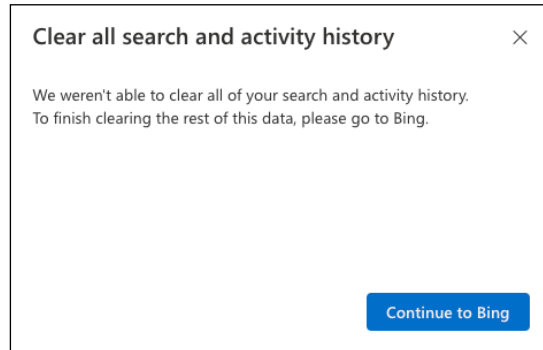 Clear all search and activity history
We weren't able to clear all of your search and activity history.
To finish clearing the rest of this data, please go to Bing.
Continue to Bing